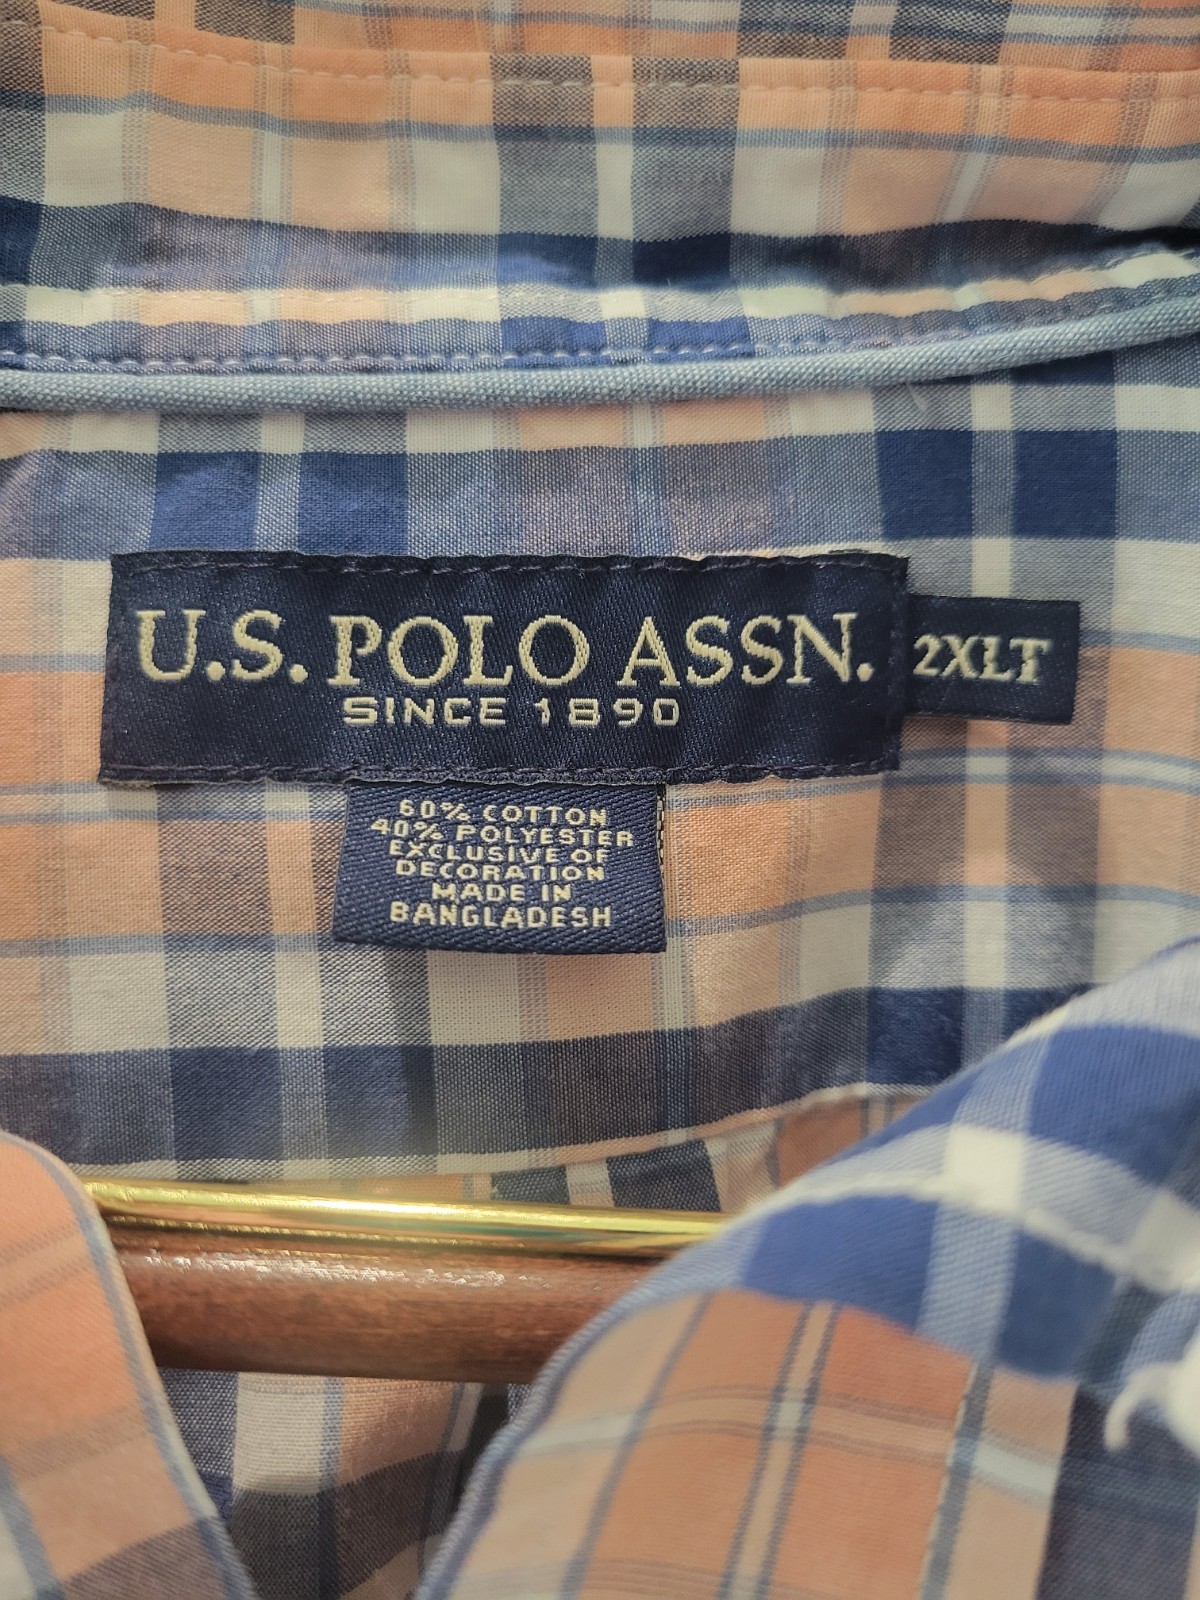 U.S. POLO ASSN.
SINCE 1890
2XLT
60% COTTON
40% POLYESTER
EXCLUSIVE OF
DECORATION
MADE IN
BANGLADESH